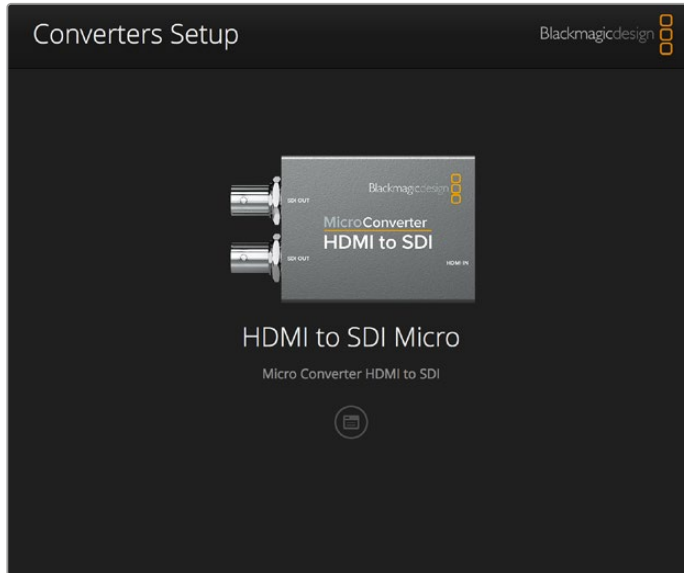 Converters Setup
Blackmagicdesign
Blackmagicdesign
SDI OUT
MicroConverter
HDMI to SDI
SDI OUT
HDMI IN
HDMI to SDI Micro
Micro Converter HDMI to SDI